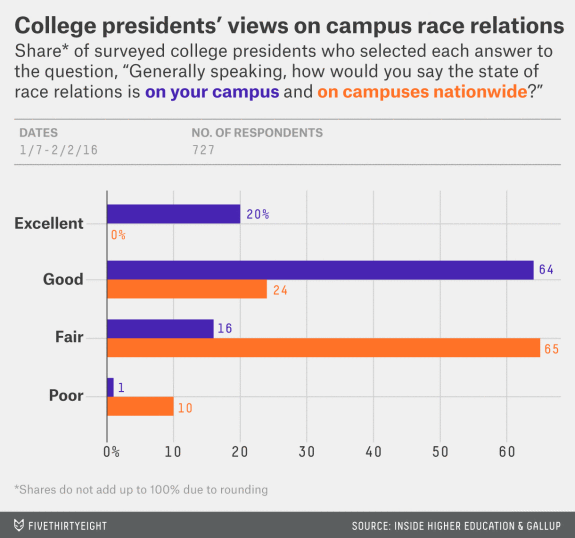 College presidents’ views on campus race relations
Share* of surveyed college presidents who selected each answer to
the question, “Generally speaking, how would you say the state of
race relations is on your campus and on campuses nationwide?”
DATES
1/7-2/2/16
NO. OF RESPONDENTS
727
Excellent
20%
0%
Good
64
24
Fair
16
65
Poor
1
10
0% 10 20 30 40 50 60
*Shares do not add up to 100% due to rounding
FIVETHIRTYEIGHT
SOURCE: INSIDE HIGHER EDUCATION & GALLUP